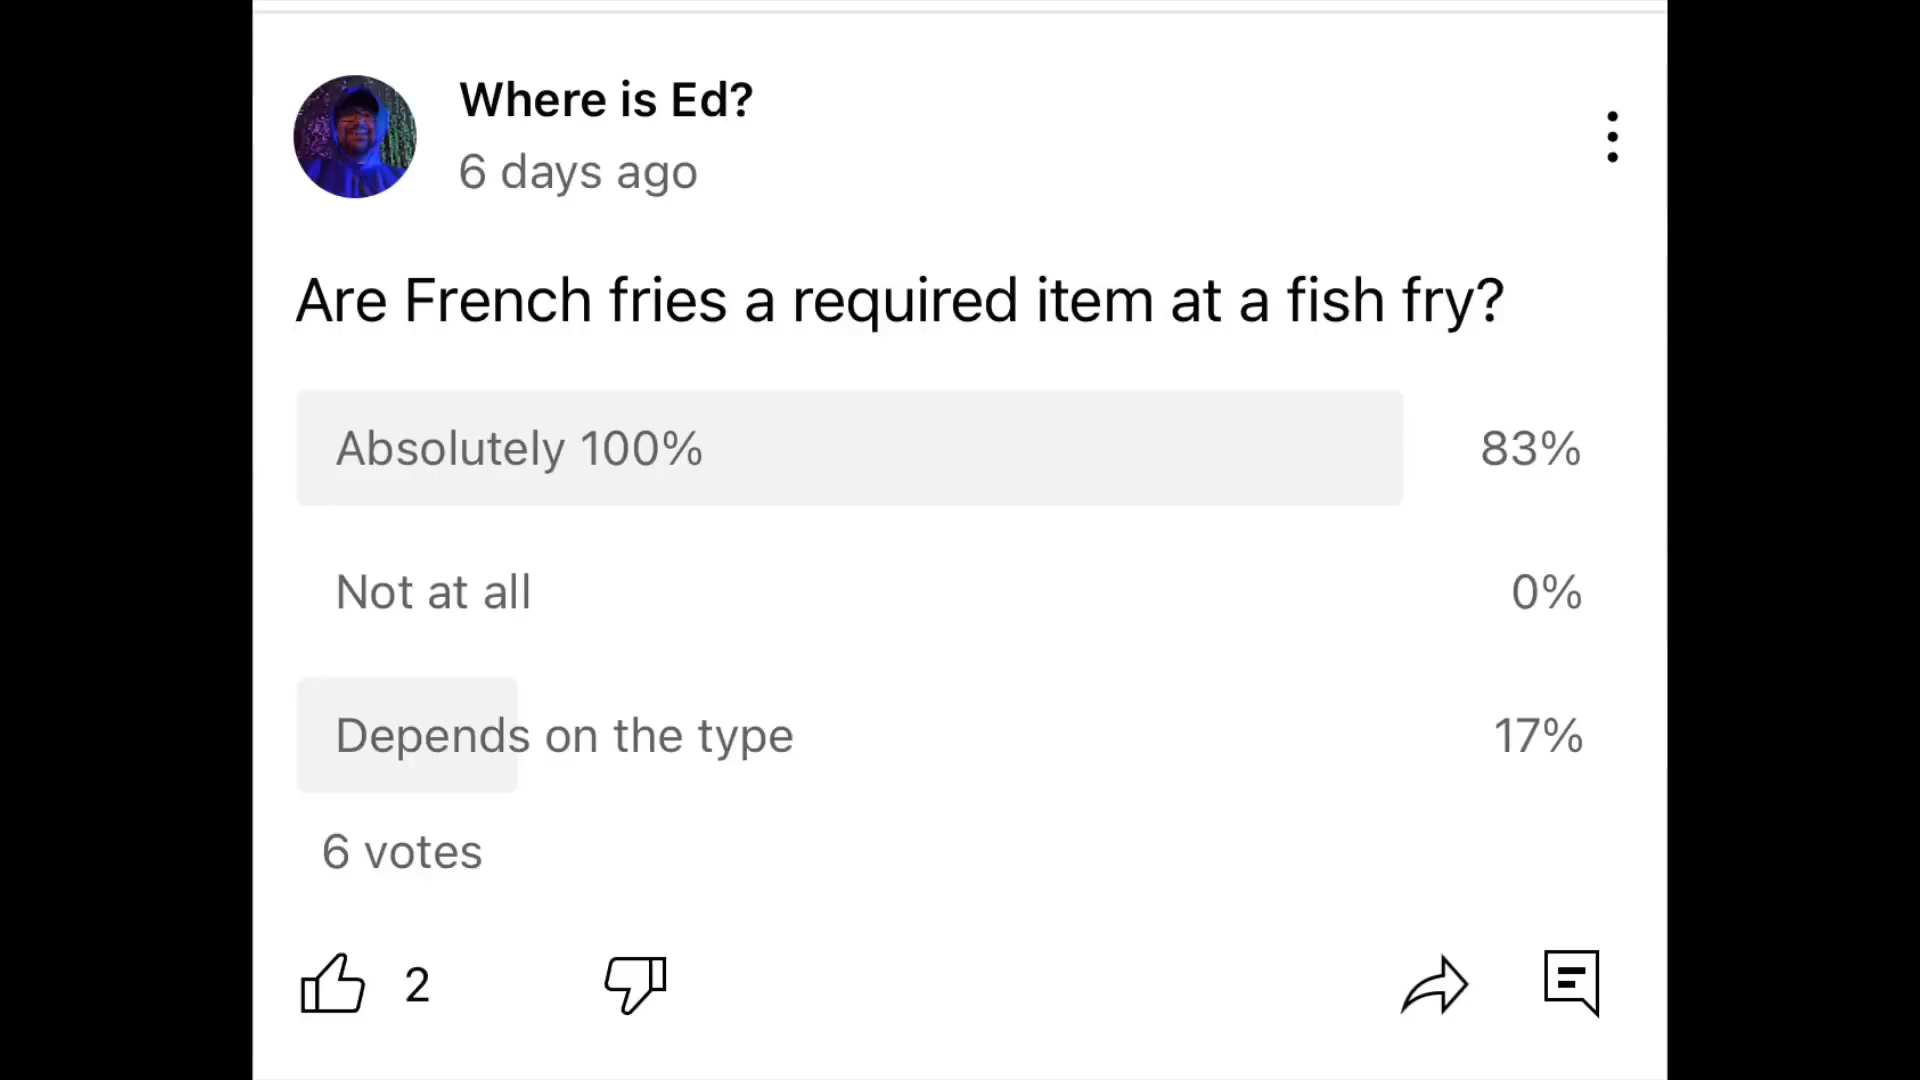 Where is Ed?
6 days ago
Are French fries a required item at a fish fry?
Absolutely 100% 83%
Not at all 0%
Depends on the type 17%
6 votes
2